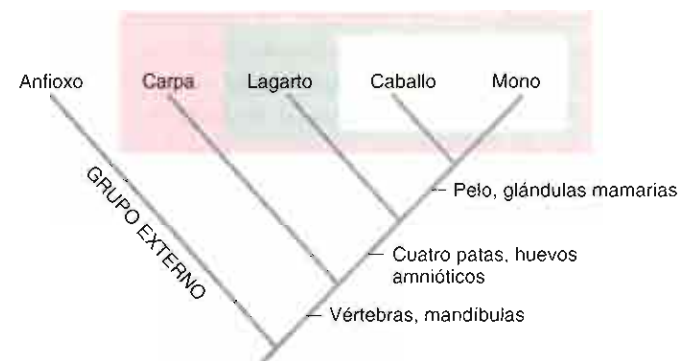 Anfioxo Carpa Lagarto Caballo Mono
GRUPO EXTERNO
Pelo, glándulas mamarias
Cuatro patas, huevos
amnióticos
Vértebras, mandíbulas